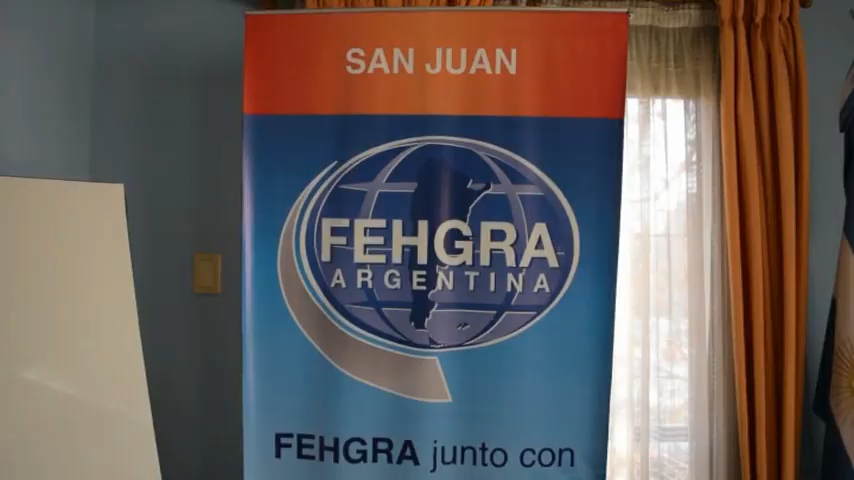 SAN JUAN
FEHGRA
ARGENTINA
FEHGRA junto con